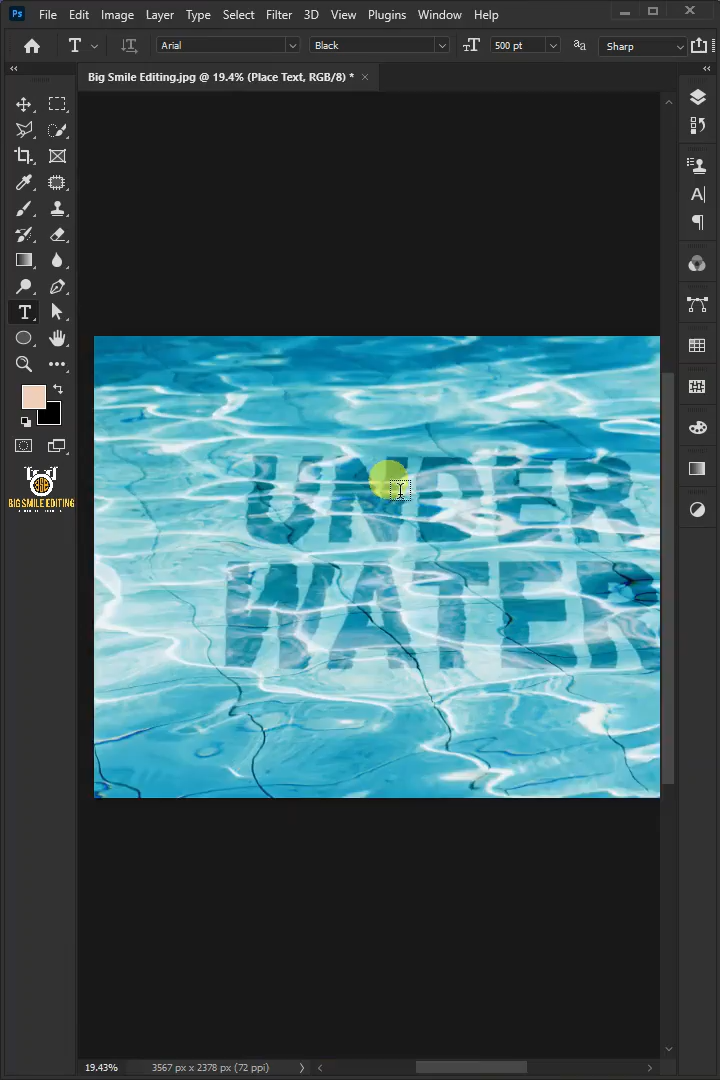 Ps File Edit Image Layer Type Select Filter 3D View Plugins Window Help
T Arial Black 500 pt aa Sharp
Big Smile Editing.jpg @ 19.4% (Place Text, RGB/8) * ×
UNDER
WATER
BIG SMILE EDITING
19.43% 3567 px x 2378 px (72 ppi)